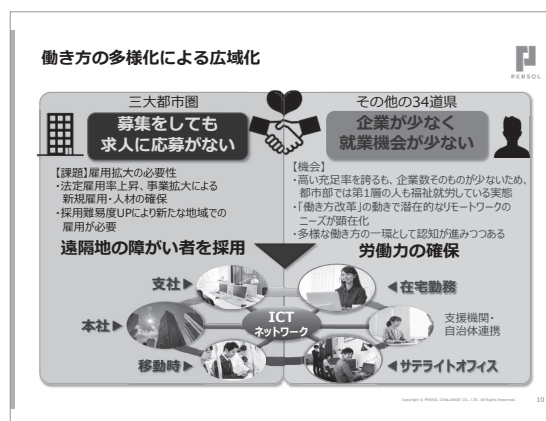 働き方の多様化による広域化
PERSOL
三大都市圏
募集をしても
求人に応募がない
【課題】雇用拡大の必要性
・法定雇用率上昇、事業拡大による
新規雇用・人材の確保
・採用難易度UPにより新たな地域での
雇用が必要
遠隔地の障がい者を採用
その他の34道県
企業が少なく
就業機会が少ない
【機会】
・高い充足率を誇るも、企業数そのものが少ないため、
都市部では第1層の人も福祉就労している実態
・「働き方改革」の動きで潜在的なリモートワークの
ニーズが顕在化
・多様な働き方の一環として認知が進みつつある
労働力の確保
支社▶
◀在宅勤務
本社▶
ICT
ネットワーク
支援機関・
自治体連携
移動時▶
◀サテライトオフィス
Copyright © PERSOL CHALLENGE CO., LTD. All Rights Reserved.
10